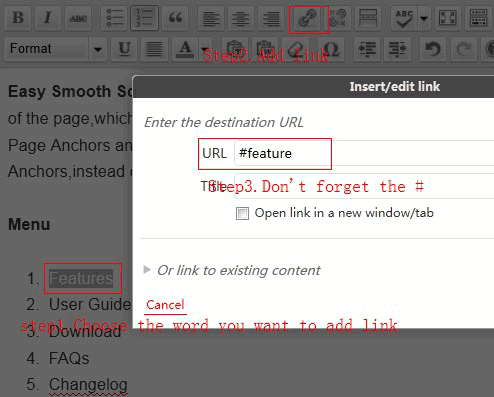 B I ABC
ABC
Format U A Ω
Step2.Add link
Insert/edit link
Easy Smooth Sc
of the page,which
Page Anchors an
Anchors,instead
Enter the destination URL
URL #feature
Title
Step3.Don't forget the #
Open link in a new window/tab
Menu
Or link to existing content
1. Features
2. User Guide
Cancel
step1.Choose the word you want to add link
3. Download
4. FAQs
5. Changelog